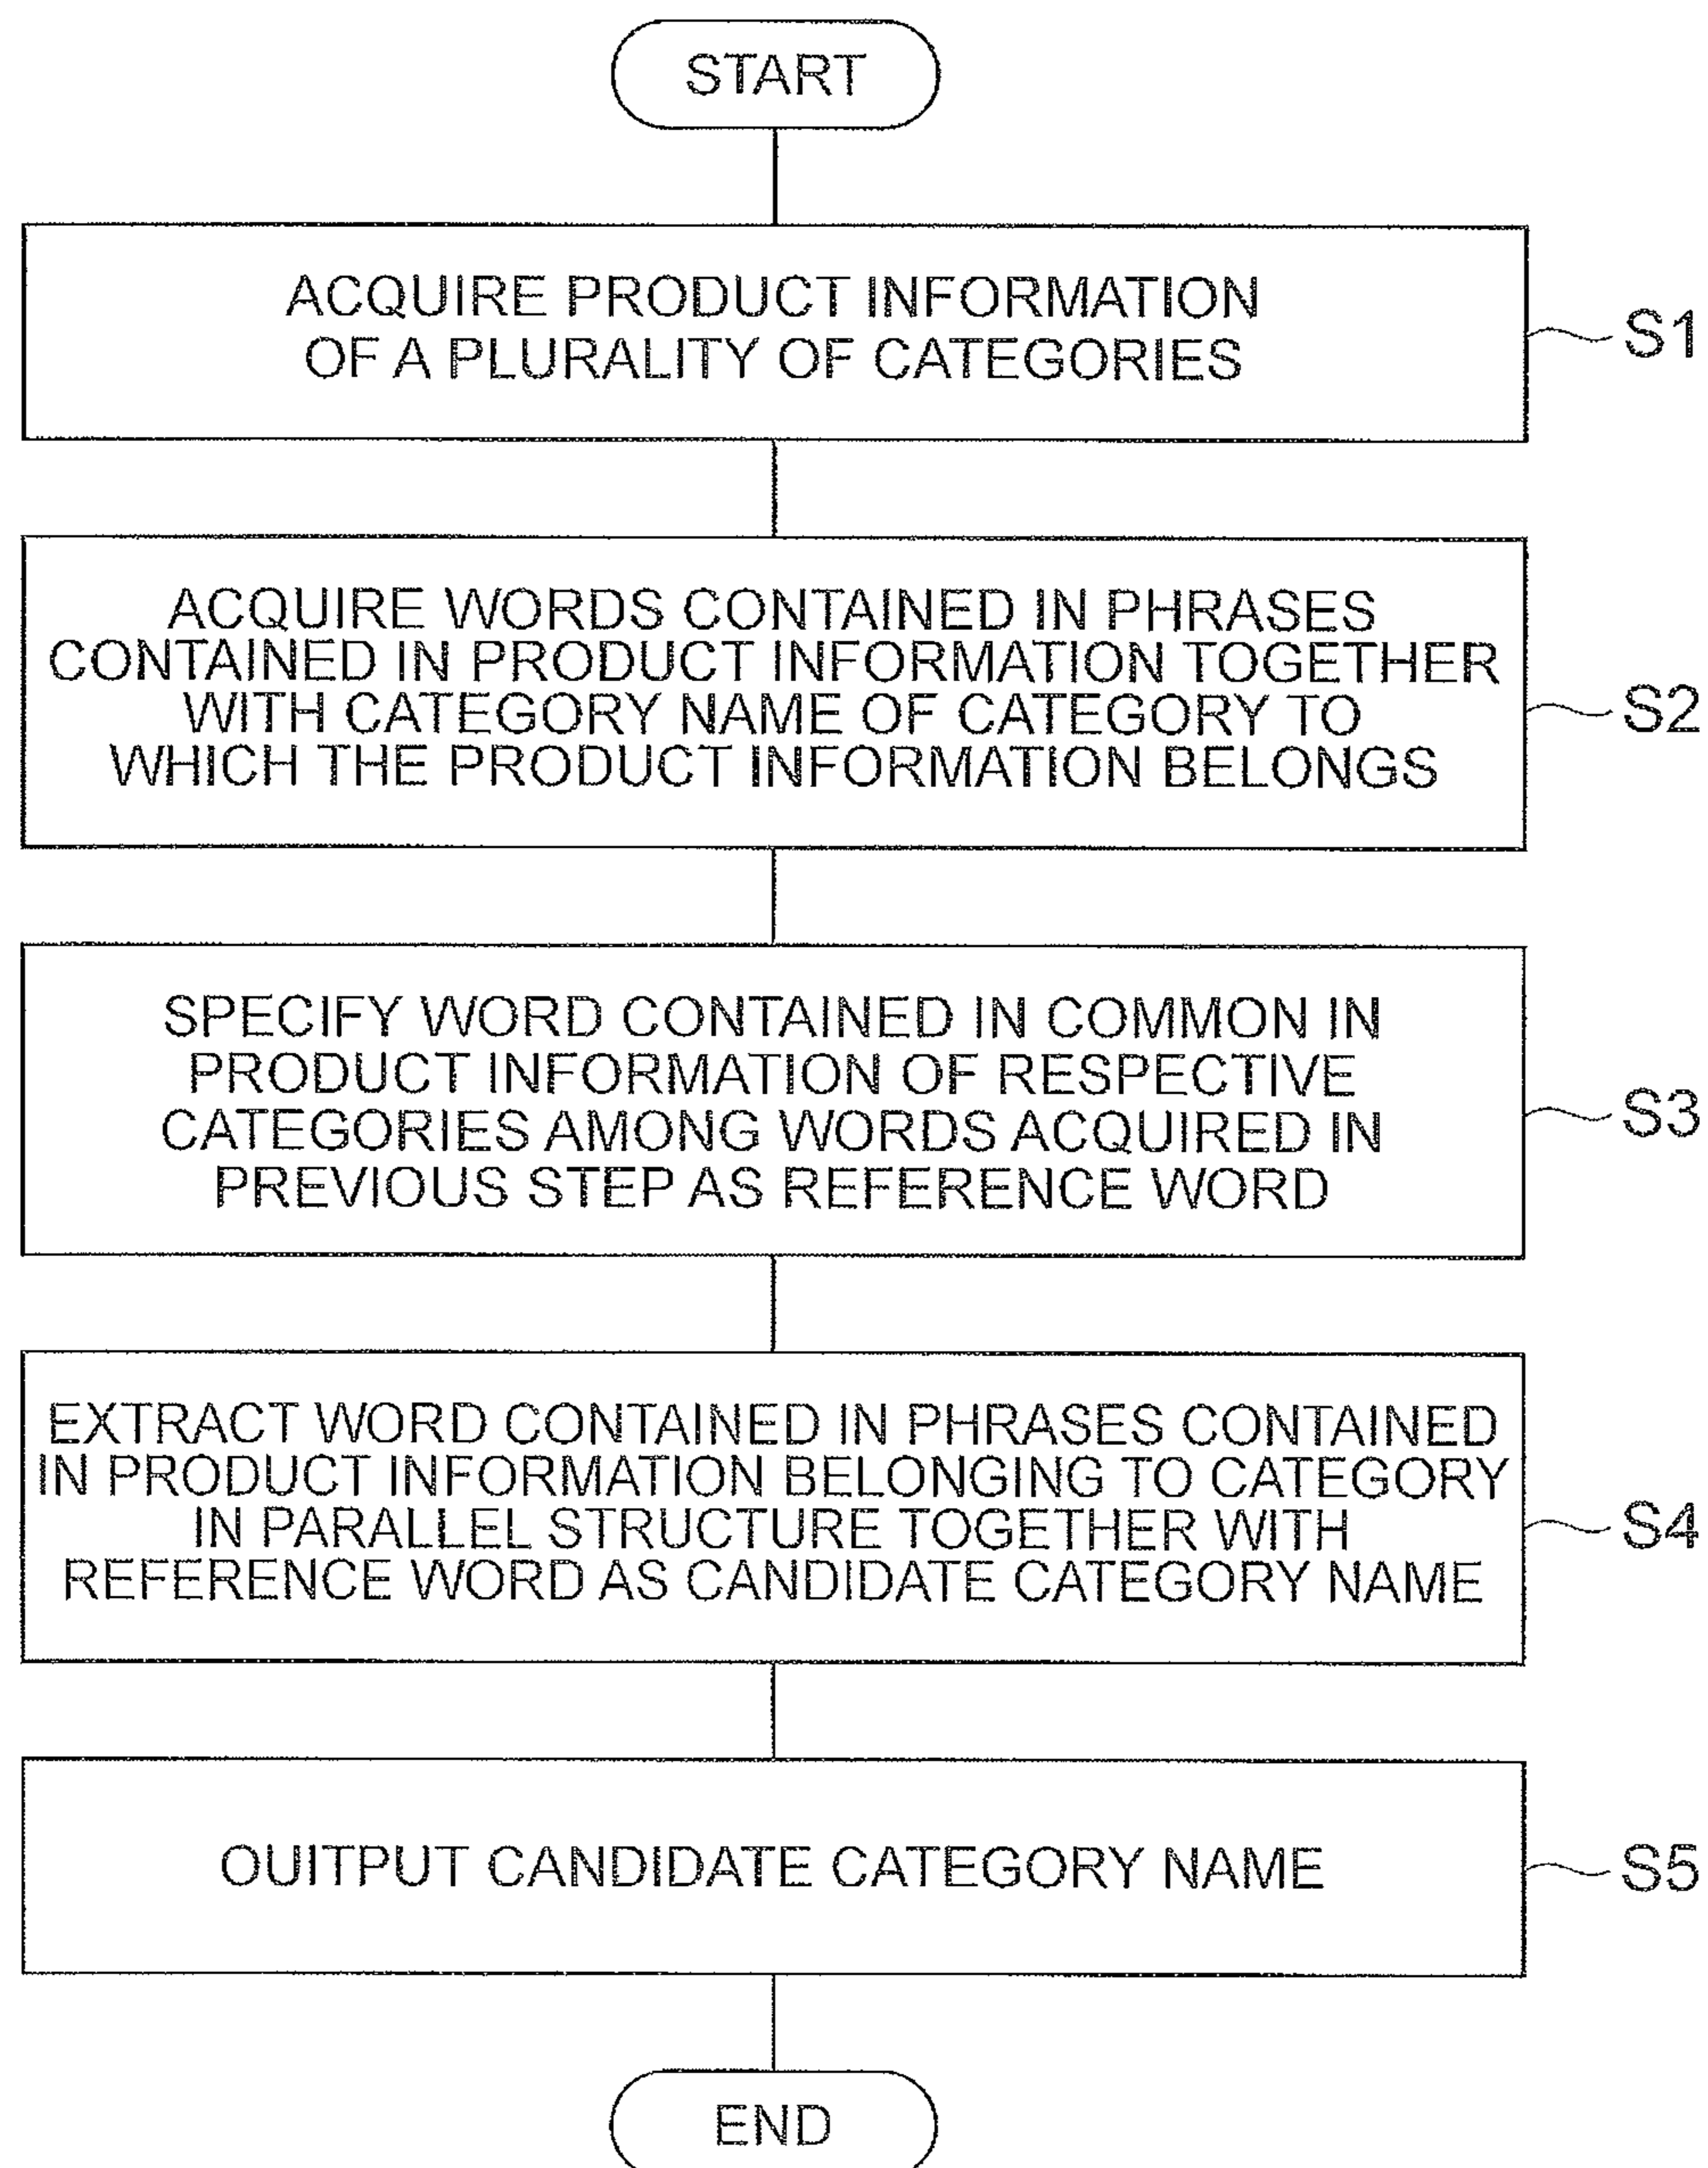 START
ACQUIRE PRODUCT INFORMATION
OF A PLURALITY OF CATEGORIES
S1
ACQUIRE WORDS CONTAINED IN PHRASES
CONTAINED IN PRODUCT INFORMATION TOGETHER
WITH CATEGORY NAME OF CATEGORY TO
WHICH THE PRODUCT INFORMATION BELONGS
S2
SPECIFY WORD CONTAINED IN COMMON IN
PRODUCT INFORMATION OF RESPECTIVE
CATEGORIES AMONG WORDS ACQUIRED IN
PREVIOUS STEP AS REFERENCE WORD
S3
EXTRACT WORD CONTAINED IN PHRASES CONTAINED
IN PRODUCT INFORMATION BELONGING TO CATEGORY
IN PARALLEL STRUCTURE TOGETHER WITH
REFERENCE WORD AS CANDIDATE CATEGORY NAME
S4
OUITPUT CANDIDATE CATEGORY NAME
S5
END